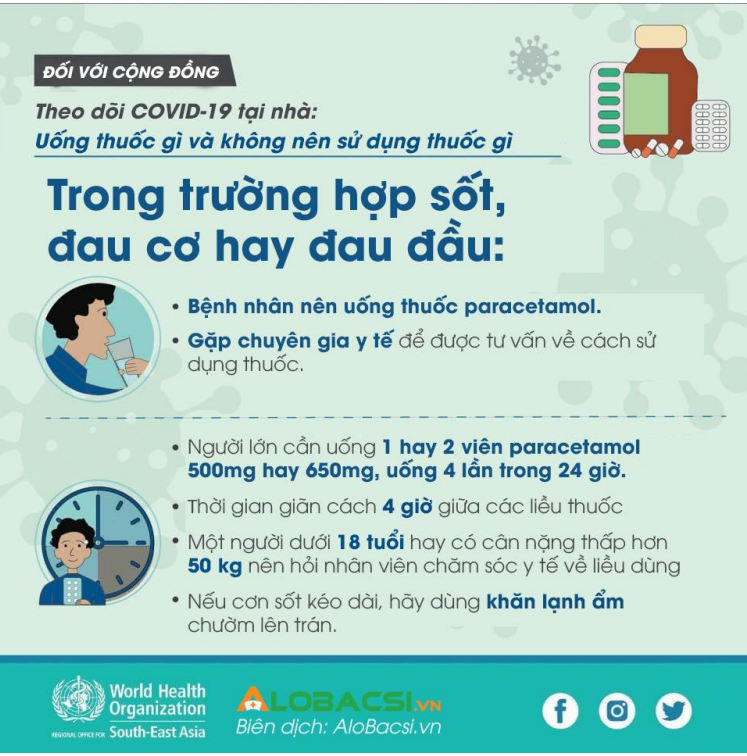 ĐỐI VỚI CỘNG ĐỒNG
Theo dõi COVID-19 tại nhà:
Uống thuốc gì và không nên sử dụng thuốc gì
Trong trường hợp sốt,
đau cơ hay đau đầu:
• Bệnh nhân nên uống thuốc paracetamol.
• Gặp chuyên gia y tế để được tư vấn về cách sử
dụng thuốc.
• Người lớn cần uống 1 hay 2 viên paracetamol
500mg hay 650mg, uống 4 lần trong 24 giờ.
• Thời gian giãn cách 4 giờ giữa các liều thuốc
• Một người dưới 18 tuổi hay có cân nặng thấp hơn
50 kg nên hỏi nhân viên chăm sóc y tế về liều dùng
• Nếu cơn sốt kéo dài, hãy dùng khăn lạnh ẩm
chườm lên trán.
World Health
Organization
REGIONAL OFFICE FOR South-East Asia
ALOBACSI.VN
Biên dịch: AloBacsi.vn